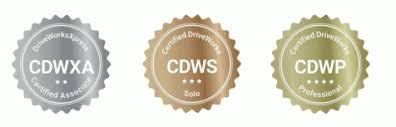 DriveWorksXpress
CDWXA
Certified Associate
Certified DriveWorks
CDWS
Solo
Certified DriveWorks
CDWP
Professional